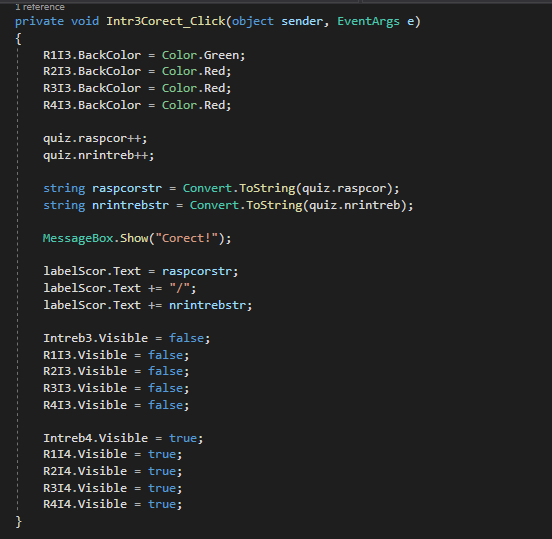 1 reference
private void Intr3Corect_Click(object sender, EventArgs e)
{
    R1I3.BackColor = Color.Green;
    R2I3.BackColor = Color.Red;
    R3I3.BackColor = Color.Red;
    R4I3.BackColor = Color.Red;

    quiz.raspcor++;
    quiz.nrintreb++;

    string raspcorstr = Convert.ToString(quiz.raspcor);
    string nrintrebstr = Convert.ToString(quiz.nrintreb);

    MessageBox.Show("Corect!");

    labelScor.Text = raspcorstr;
    labelScor.Text += "/";
    labelScor.Text += nrintrebstr;

    Intreb3.Visible = false;
    R1I3.Visible = false;
    R2I3.Visible = false;
    R3I3.Visible = false;
    R4I3.Visible = false;

    Intreb4.Visible = true;
    R1I4.Visible = true;
    R2I4.Visible = true;
    R3I4.Visible = true;
    R4I4.Visible = true;
}